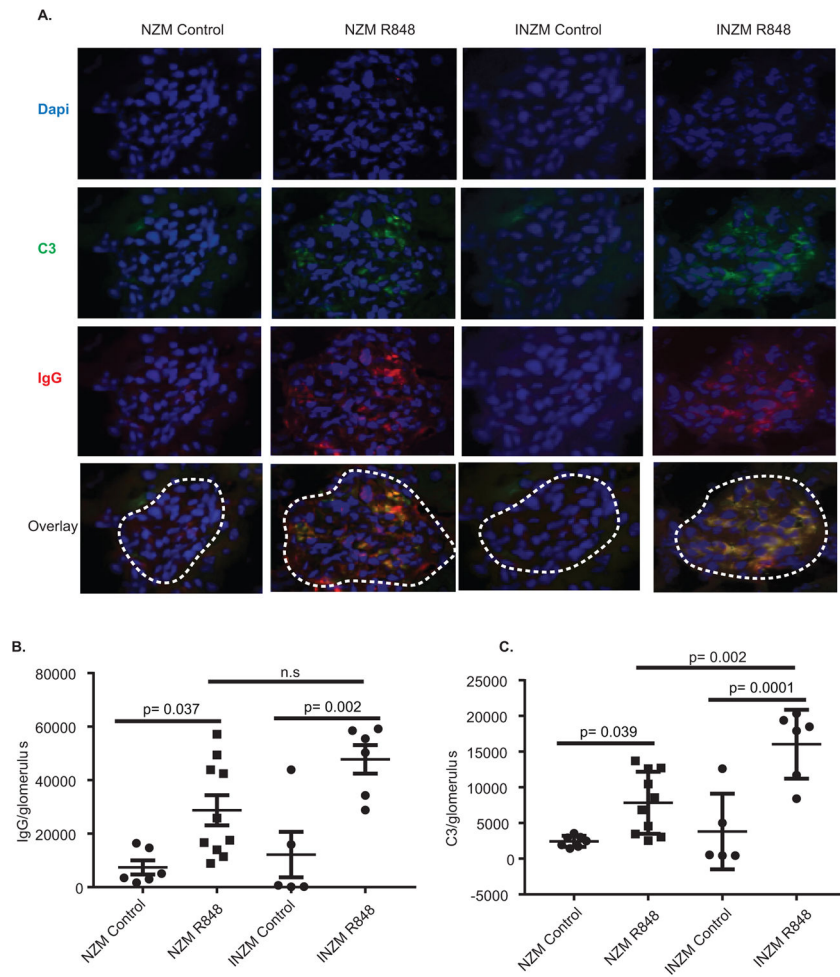 A.
NZM Control NZM R848 INZM Control INZM R848
Dapi
C3
IgG
Overlay
B.
n.s
p= 0.037
p= 0.002
80000
60000
40000
20000
0
IgG/glomerulus
NZM Control
NZM R848
INZM Control
INZM R848
C.
p= 0.002
p= 0.0001
p= 0.039
25000
20000
15000
10000
5000
0
-5000
C3/glomerulus
NZM Control
NZM R848
INZM Control
INZM R848